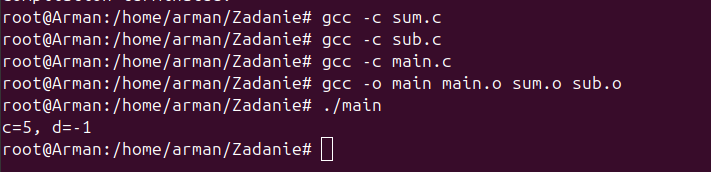 root@Arman:/home/arman/Zadanie# gcc -c sum.c
root@Arman:/home/arman/Zadanie# gcc -c sub.c
root@Arman:/home/arman/Zadanie# gcc -c main.c
root@Arman:/home/arman/Zadanie# gcc -o main main.o sum.o sub.o
root@Arman:/home/arman/Zadanie# ./main
c=5, d=-1
root@Arman:/home/arman/Zadanie#